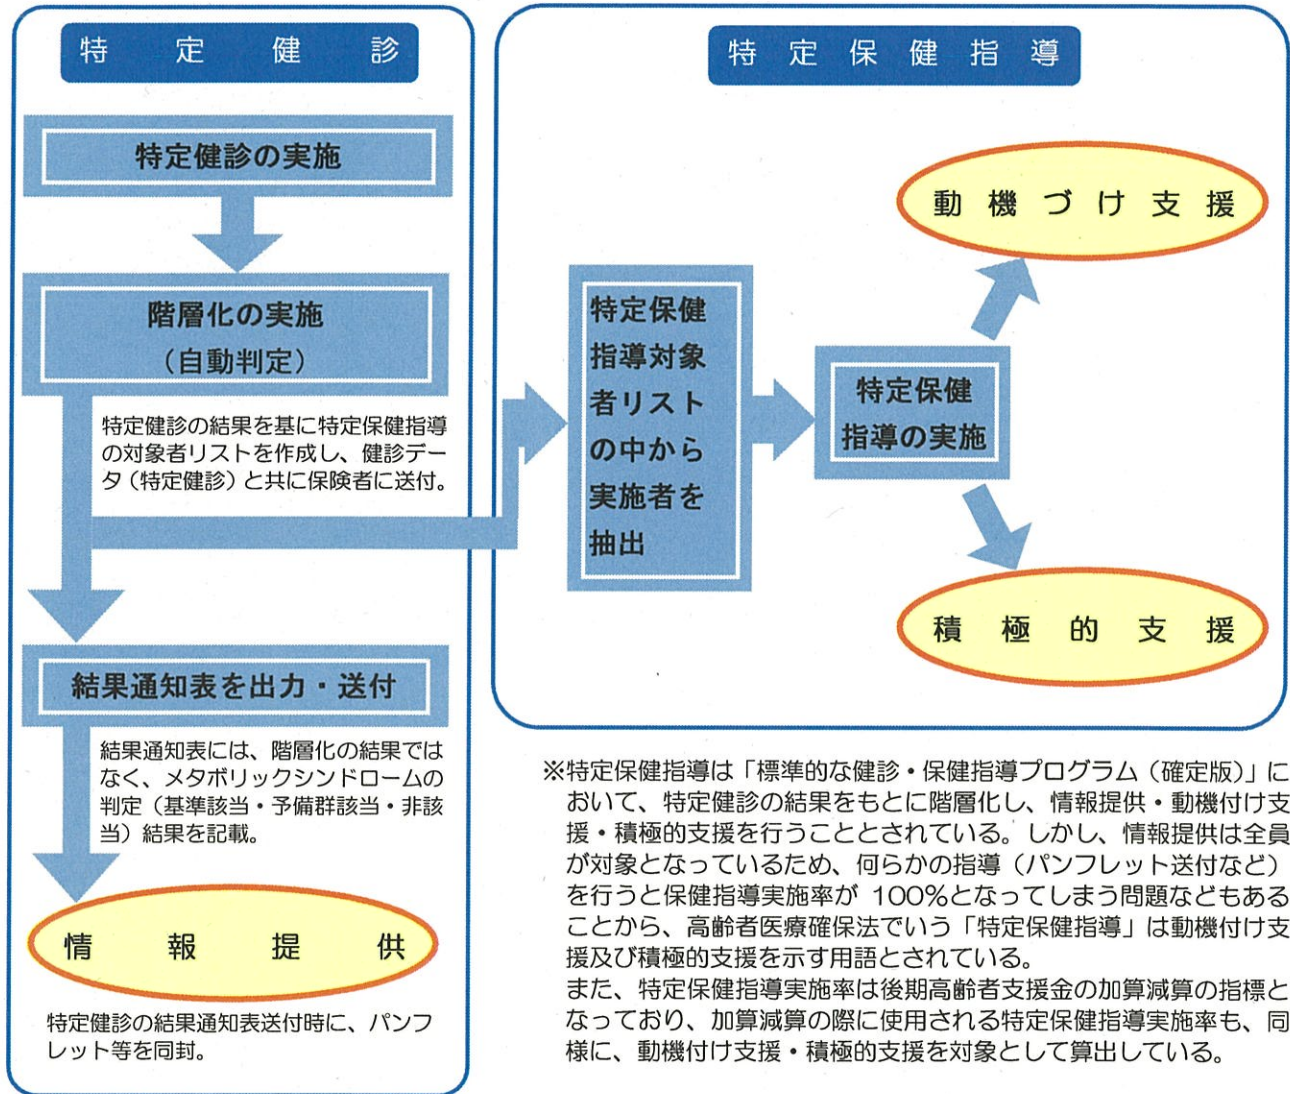 特定健診
特定健診の実施
階層化の実施
（自動判定）
特定健診の結果を基に特定保健指導
の対象者リストを作成し、健診デー
タ（特定健診）と共に保険者に送付。
結果通知表を出力・送付
結果通知表には、階層化の結果では
なく、メタボリックシンドロームの
判定（基準該当・予備群該当・非該
当）結果を記載。
情報提供
特定健診の結果通知表送付時に、パンフ
レット等を同封。
特定保健指導
特定保健
指導対象
者リスト
の中から
実施者を
抽出
特定保健
指導の実施
動機づけ支援
積極的支援
※特定保健指導は「標準的な健診・保健指導プログラム（確定版）」に
おいて、特定健診の結果をもとに階層化し、情報提供・動機付け支
援・積極的支援を行うこととされている。しかし、情報提供は全員
が対象となっているため、何らかの指導（パンフレット送付など）
を行うと保健指導実施率が 100%となってしまう問題などもある
ことから、高齢者医療確保法でいう「特定保健指導」は動機付け支
援及び積極的支援を示す用語とされている。
また、特定保健指導実施率は後期高齢者支援金の加算減算の指標と
なっており、加算減算の際に使用される特定保健指導実施率も、同
様に、動機付け支援・積極的支援を対象として算出している。